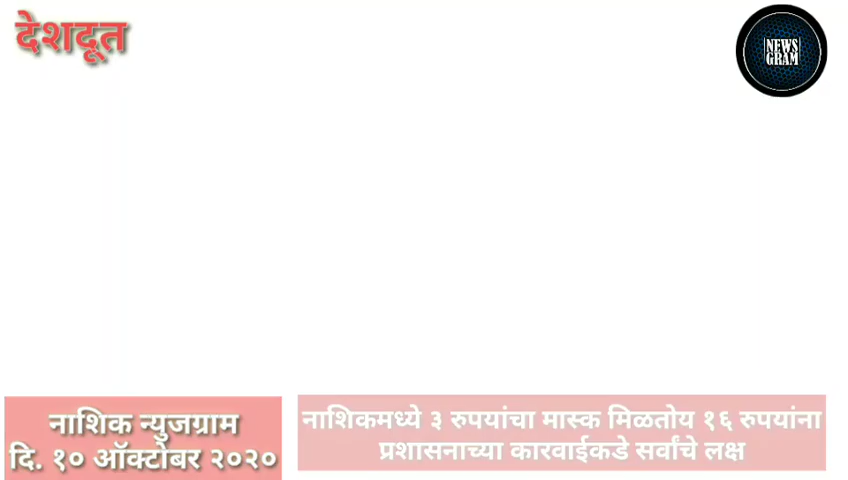 देशदूत
NEWS
GRAM
नाशिक न्युजग्राम
दि. १० ऑक्टोबर २०२०
नाशिकमध्ये ३ रुपयांचा मास्क मिळतोय १६ रुपयांना
प्रशासनाच्या कारवाईकडे सर्वांचे लक्ष